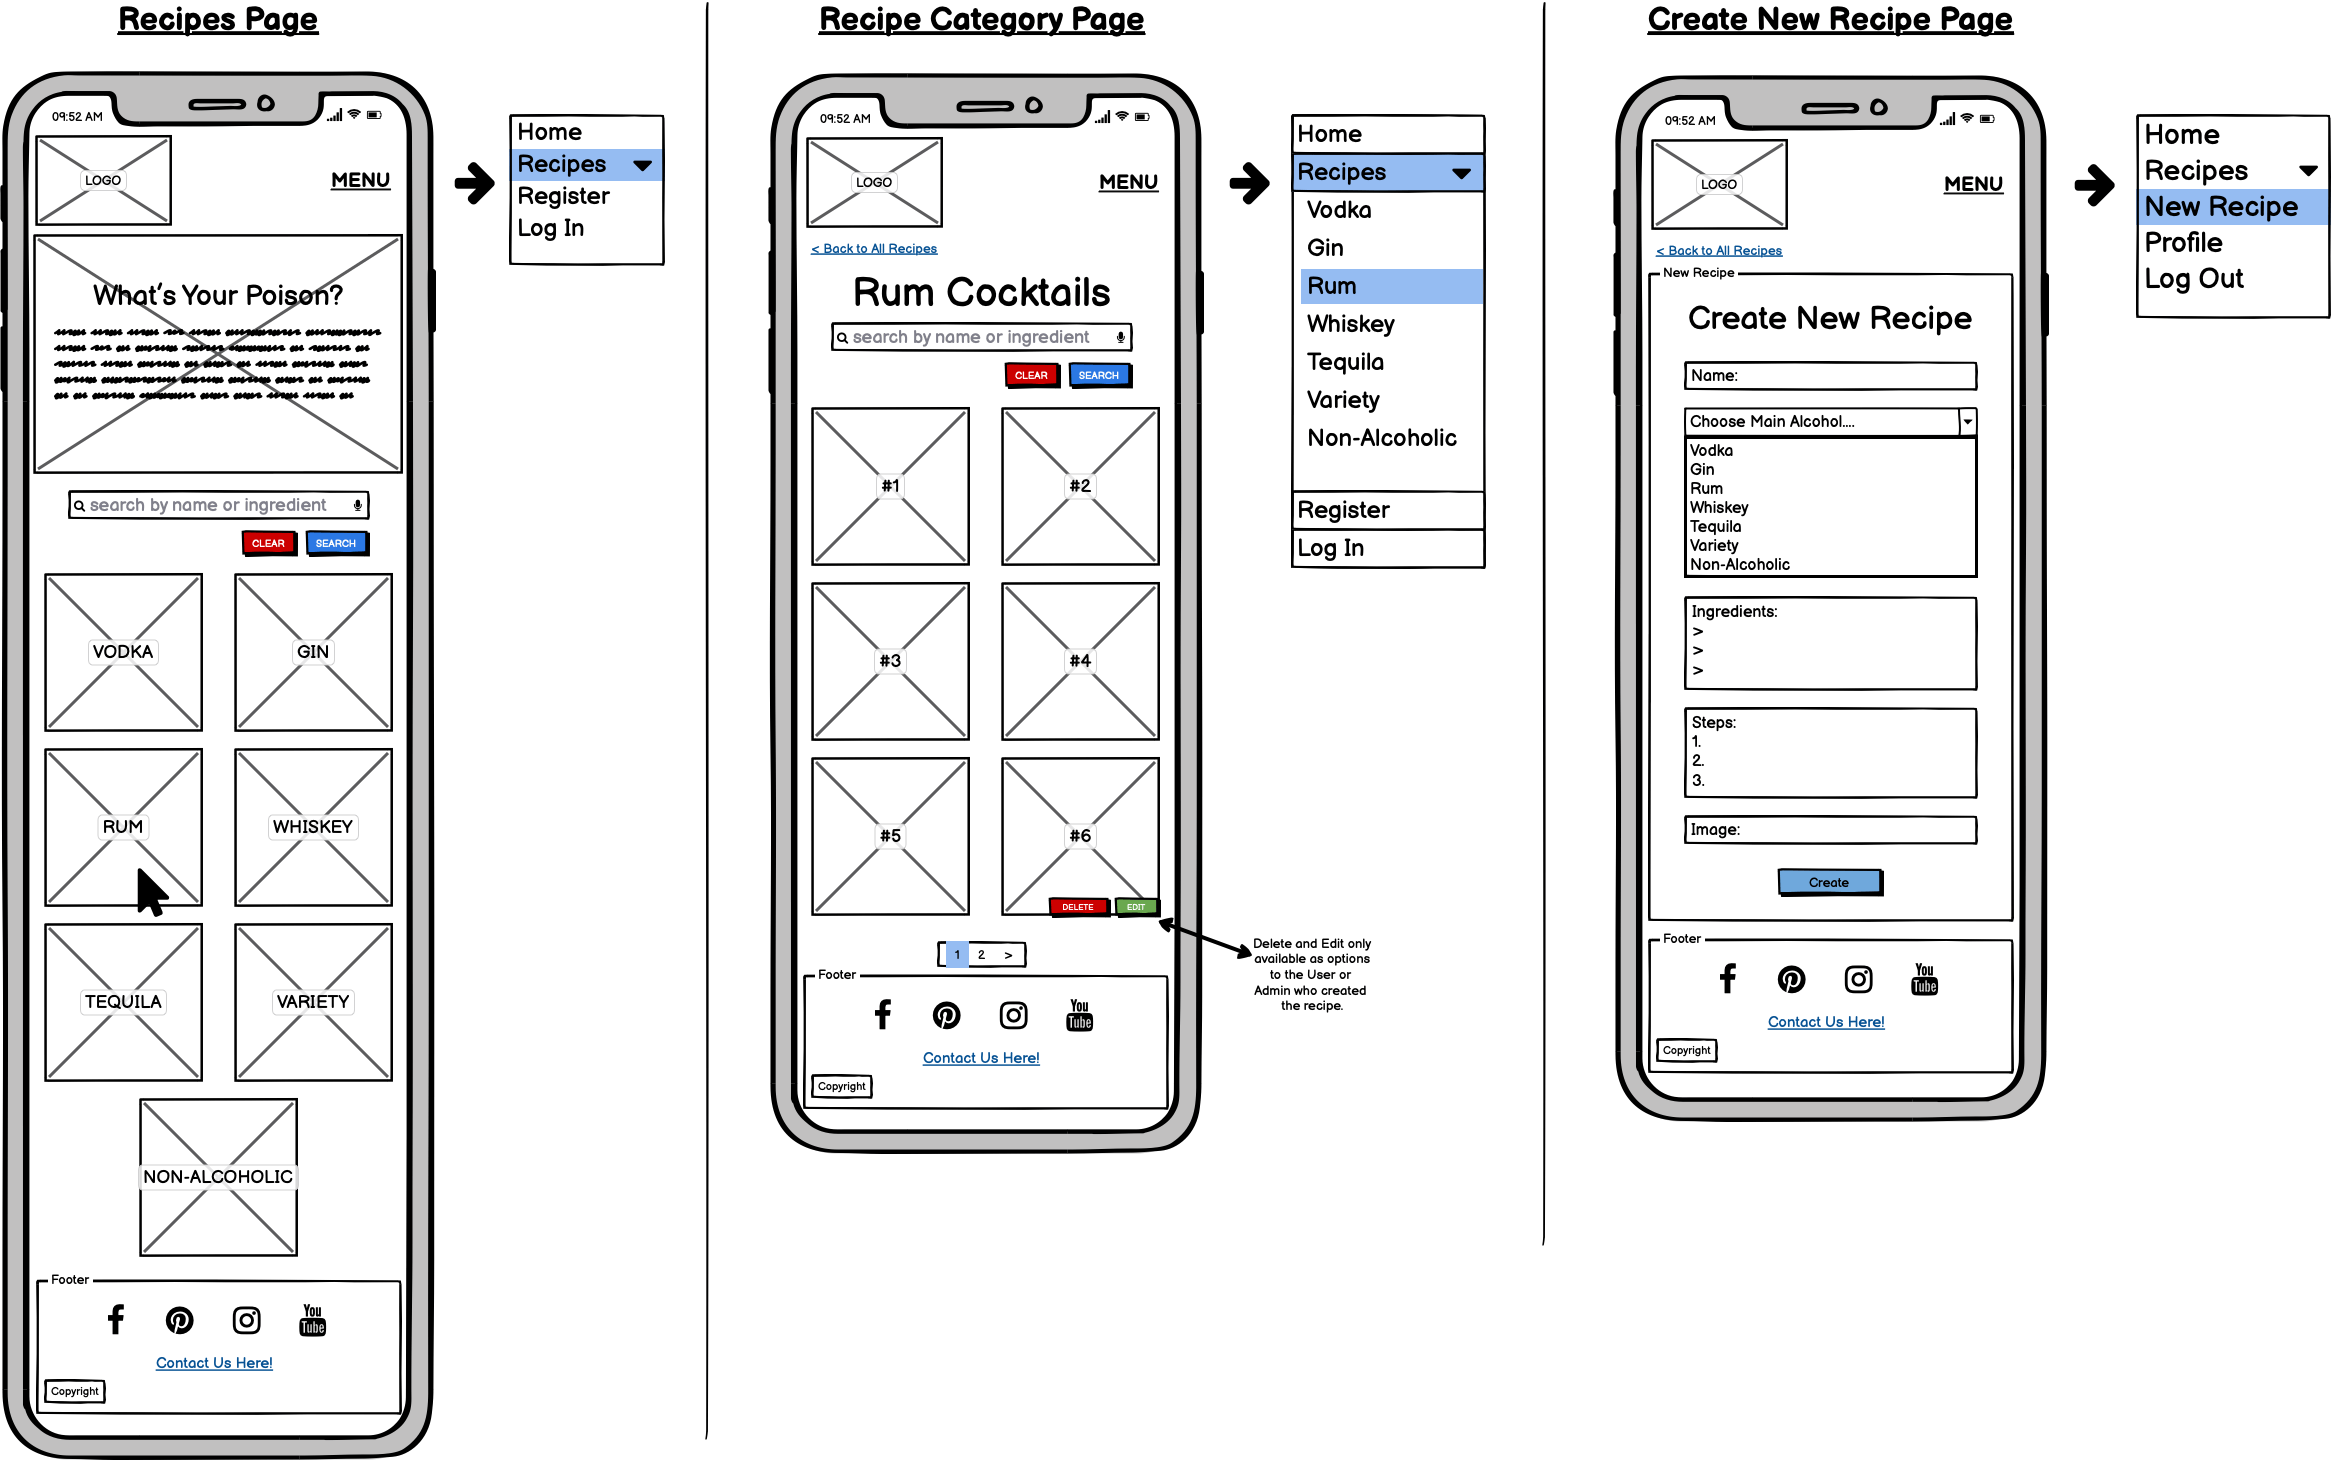 Recipes Page
09:52 AM
LOGO
MENU
Home
Recipes
Register
Log In
What's Your Poison?
search by name or ingredient
CLEAR
SEARCH
VODKA
GIN
RUM
WHISKEY
TEQUILA
VARIETY
NON-ALCOHOLIC
Footer
You
Tube
Contact Us Here!
Copyright
Recipe Category Page
09:52 AM
LOGO
MENU
< Back to All Recipes
Rum Cocktails
search by name or ingredient
CLEAR
SEARCH
#1
#2
#3
#4
#5
#6
DELETE
EDIT
1 2 >
Footer
You
Tube
Contact Us Here!
Copyright
Home
Recipes
Vodka
Gin
Rum
Whiskey
Tequila
Variety
Non-Alcoholic
Register
Log In
Delete and Edit only
available as options
to the User or
Admin who created
the recipe.
Create New Recipe Page
09:52 AM
LOGO
MENU
< Back to All Recipes
New Recipe
Create New Recipe
Name:
Choose Main Alcohol....
Vodka
Gin
Rum
Whiskey
Tequila
Variety
Non-Alcoholic
Ingredients:
>
>
>
Steps:
1.
2.
3.
Image:
Create
Footer
You
Tube
Contact Us Here!
Copyright
Home
Recipes
New Recipe
Profile
Log Out